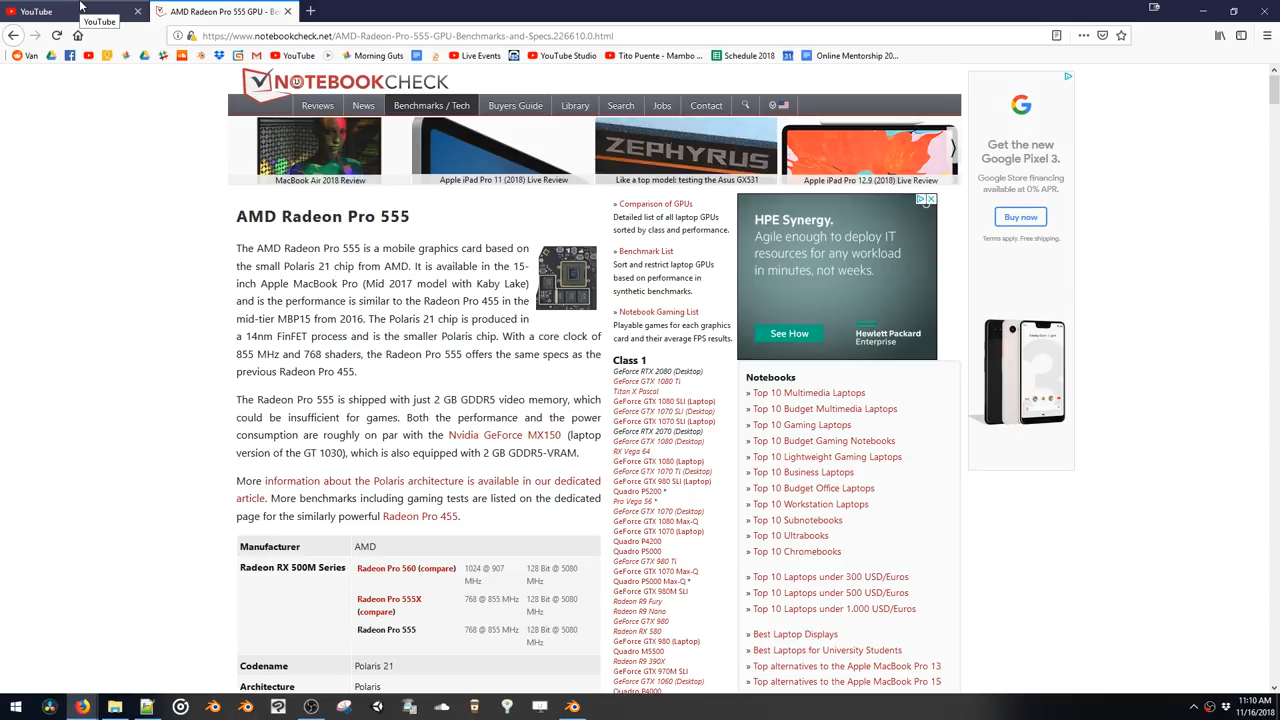 YouTube
AMD Radeon Pro 555 GPU - Be
YouTube
https://www.notebookcheck.net/AMD-Radeon-Pro-555-GPU-Benchmarks-and-Specs.226610.0.html
Van
YouTube
Morning Guts
Live Events
YouTube Studio
Tito Puente - Mambo ...
Schedule 2018
Online Mentorship 20...
NOTEBOOKCHECK
Reviews
News
Benchmarks / Tech
Buyers Guide
Library
Search
Jobs
Contact
ZEPHYRUS
MacBook Air 2018 Review
Apple iPad Pro 11 (2018) Live Review
Like a top model: testing the Asus GX531
Apple iPad Pro 12.9 (2018) Live Review
AMD Radeon Pro 555
The AMD Radeon Pro 555 is a mobile graphics card based on
the small Polaris 21 chip from AMD. It is available in the 15-
inch Apple MacBook Pro (Mid 2017 model with Kaby Lake)
and is the performance is similar to the Radeon Pro 455 in the
mid-tier MBP15 from 2016. The Polaris 21 chip is produced in
a 14nm FinFET process and is the smaller Polaris chip. With a core clock of
855 MHz and 768 shaders, the Radeon Pro 555 offers the same specs as the
previous Radeon Pro 455.
The Radeon Pro 555 is shipped with just 2 GB GDDR5 video memory, which
could be insufficient for games. Both the performance and the power
consumption are roughly on par with the Nvidia GeForce MX150 (laptop
version of the GT 1030), which is also equipped with 2 GB GDDR5-VRAM.
More information about the Polaris architecture is available in our dedicated
article. More benchmarks including gaming tests are listed on the dedicated
page for the similarly powerful Radeon Pro 455.
Manufacturer AMD
Radeon RX 500M Series
Radeon Pro 560 (compare) 1024 @ 907 MHz 128 Bit @ 5080 MHz
Radeon Pro 555X (compare) 768 @ 855 MHz 128 Bit @ 5080 MHz
Radeon Pro 555 768 @ 855 MHz 128 Bit @ 5080 MHz
Codename Polaris 21
Architecture Polaris
» Comparison of GPUs
Detailed list of all laptop GPUs
sorted by class and performance.
» Benchmark List
Sort and restrict laptop GPUs
based on performance in
synthetic benchmarks.
» Notebook Gaming List
Playable games for each graphics
card and their average FPS results.
Class 1
GeForce RTX 2080 (Desktop)
GeForce GTX 1080 Ti
Titan X Pascal
GeForce GTX 1080 SLI (Laptop)
GeForce GTX 1070 SLI (Desktop)
GeForce GTX 1070 SLI (Laptop)
GeForce RTX 2070 (Desktop)
GeForce GTX 1080 (Desktop)
RX Vega 64
GeForce GTX 1080 (Laptop)
GeForce GTX 1070 Ti (Desktop)
GeForce GTX 980 SLI (Laptop)
Quadro P5200 *
Pro Vega 56 *
GeForce GTX 1070 (Desktop)
GeForce GTX 1080 Max-Q
GeForce GTX 1070 (Laptop)
Quadro P4200
Quadro P5000
GeForce GTX 980 Ti
GeForce GTX 1070 Max-Q
Quadro P5000 Max-Q *
GeForce GTX 980M SLI
Radeon R9 Fury
Radeon R9 Nano
GeForce GTX 980
Radeon RX 580
GeForce GTX 980 (Laptop)
Quadro M5500
Radeon R9 390X
GeForce GTX 970M SLI
GeForce GTX 1060 (Desktop)
Quadro P4000
HPE Synergy.
Agile enough to deploy IT
resources for any workload
in minutes, not weeks.
See How
Hewlett Packard
Enterprise
Notebooks
» Top 10 Multimedia Laptops
» Top 10 Budget Multimedia Laptops
» Top 10 Gaming Laptops
» Top 10 Budget Gaming Notebooks
» Top 10 Lightweight Gaming Laptops
» Top 10 Business Laptops
» Top 10 Budget Office Laptops
» Top 10 Workstation Laptops
» Top 10 Subnotebooks
» Top 10 Ultrabooks
» Top 10 Chromebooks
» Top 10 Laptops under 300 USD/Euros
» Top 10 Laptops under 500 USD/Euros
» Top 10 Laptops under 1.000 USD/Euros
» Best Laptop Displays
» Best Laptops for University Students
» Top alternatives to the Apple MacBook Pro 13
» Top alternatives to the Apple MacBook Pro 15
Get the new
Google Pixel 3.
Google Store financing
available at 0% APR.
Buy now
Terms apply. Free shipping.
11:10 AM
11/16/2018